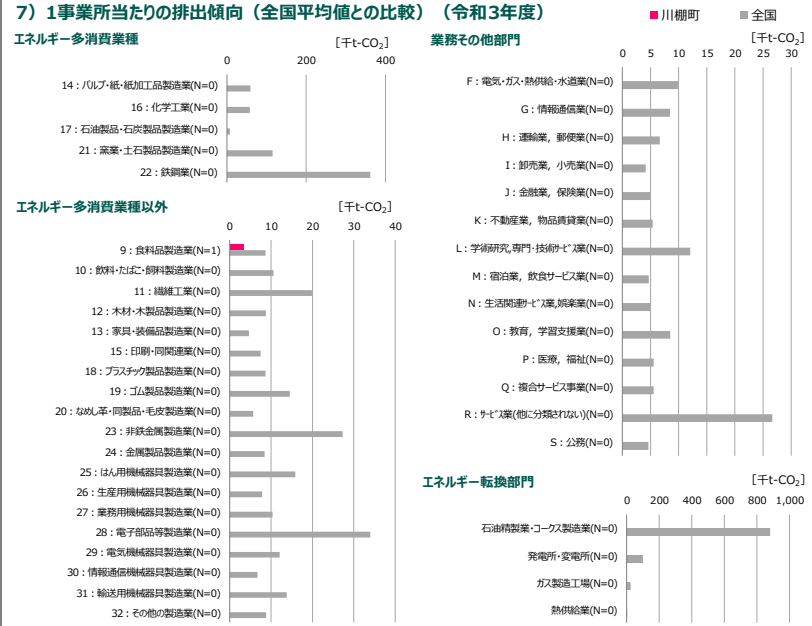 7）1事業所当たりの排出傾向（全国平均値との比較）（令和3年度）
川棚町
全国
エネルギー多消費業種
[千t-CO₂]
0 200 400
14：パルプ・紙・紙加工品製造業(N=0)
16：化学工業(N=0)
17：石油製品・石炭製品製造業(N=0)
21：窯業・土石製品製造業(N=0)
22：鉄鋼業(N=0)
エネルギー多消費業種以外
[千t-CO₂]
0 10 20 30 40
9：食料品製造業(N=1)
10：飲料・たばこ・飼料製造業(N=0)
11：繊維工業(N=0)
12：木材・木製品製造業(N=0)
13：家具・装備品製造業(N=0)
15：印刷・同関連業(N=0)
18：プラスチック製品製造業(N=0)
19：ゴム製品製造業(N=0)
20：なめし革・同製品・毛皮製造業(N=0)
23：非鉄金属製造業(N=0)
24：金属製品製造業(N=0)
25：はん用機械器具製造業(N=0)
26：生産用機械器具製造業(N=0)
27：業務用機械器具製造業(N=0)
28：電子部品等製造業(N=0)
29：電気機械器具製造業(N=0)
30：情報通信機械器具製造業(N=0)
31：輸送用機械器具製造業(N=0)
32：その他の製造業(N=0)
業務その他部門
[千t-CO₂]
0 5 10 15 20 25 30
F：電気・ガス・熱供給・水道業(N=0)
G：情報通信業(N=0)
H：運輸業，郵便業(N=0)
I：卸売業，小売業(N=0)
J：金融業，保険業(N=0)
K：不動産業，物品賃貸業(N=0)
L：学術研究,専門・技術ｻｰﾋﾞｽ業(N=0)
M：宿泊業，飲食サービス業(N=0)
N：生活関連ｻｰﾋﾞｽ業,娯楽業(N=0)
O：教育，学習支援業(N=0)
P：医療，福祉(N=0)
Q：複合サービス事業(N=0)
R：ｻｰﾋﾞｽ業(他に分類されない)(N=0)
S：公務(N=0)
エネルギー転換部門
[千t-CO₂]
0 200 400 600 800 1,000
石油精製業・コークス製造業(N=0)
発電所・変電所(N=0)
ガス製造工場(N=0)
熱供給業(N=0)